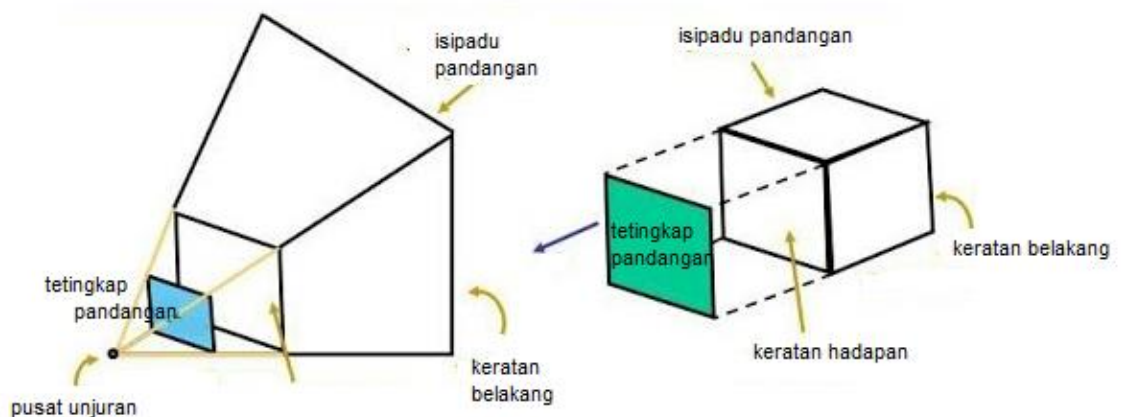 isipadu
pandangan
tetingkap
pandangan
pusat unjuran
keratan
belakang
isipadu pandangan
tetingkap
pandangan
keratan belakang
keratan hadapan